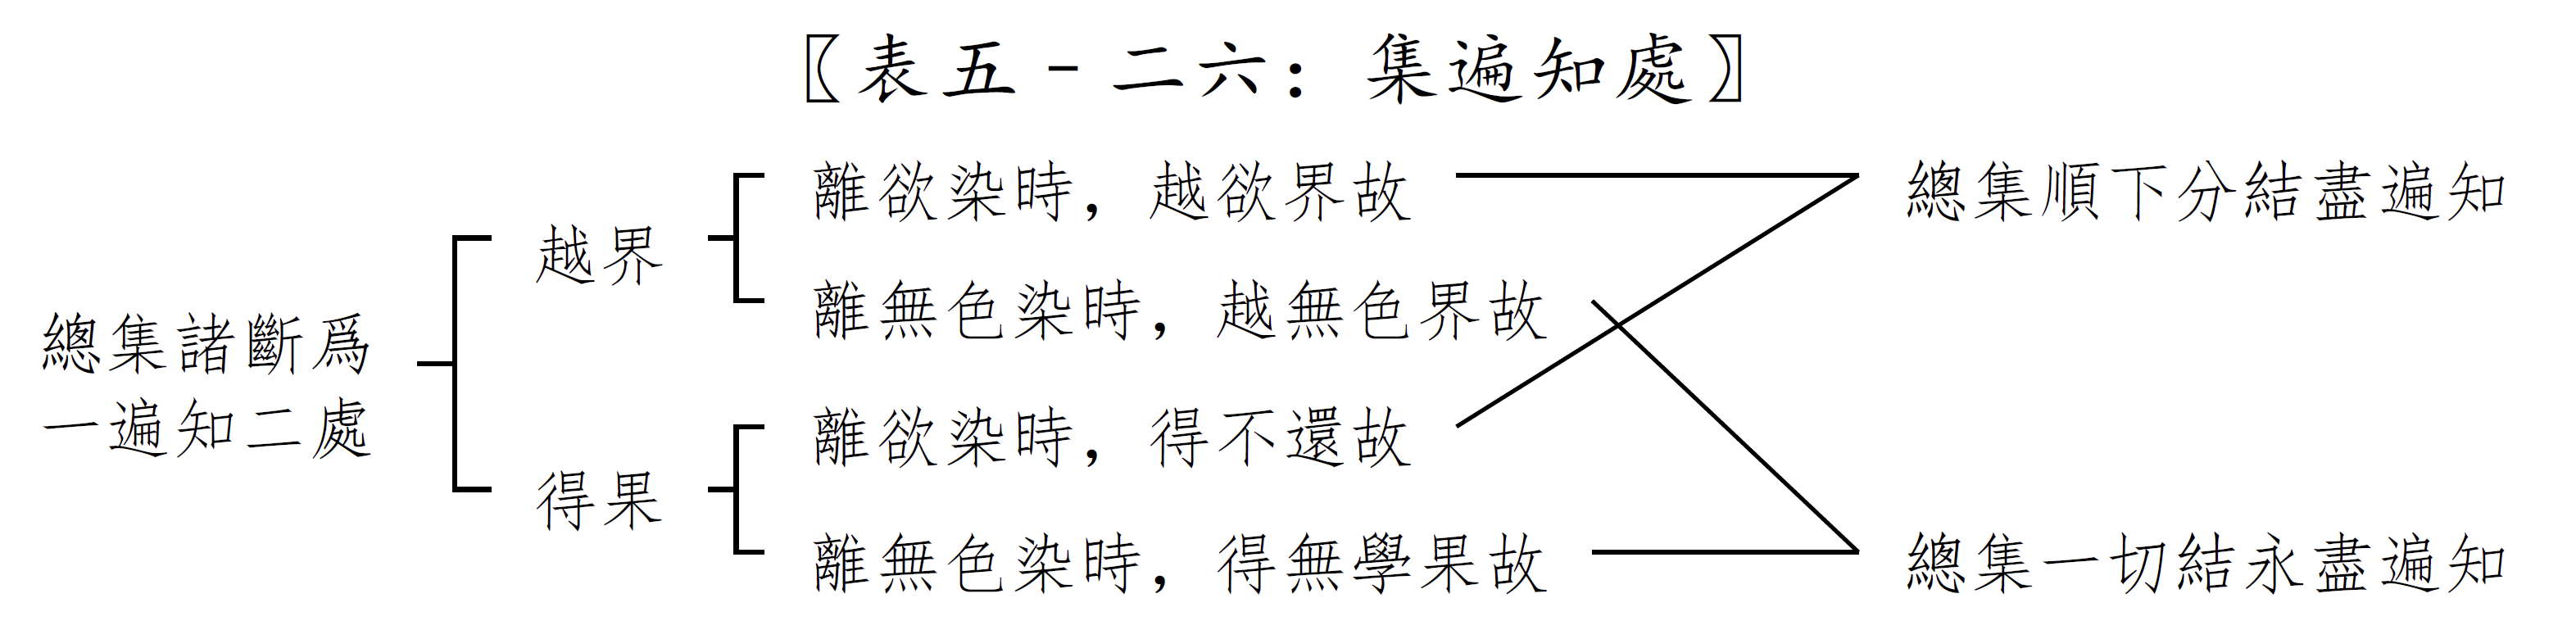 〖表五-二六：集遍知處〗
總集諸斷爲
一遍知二處
越界
得果
離欲染時，越欲界故
離無色染時，越無色界故
離欲染時，得不還故
離無色染時，得無學果故
總集順下分結盡遍知
總集一切結永盡遍知